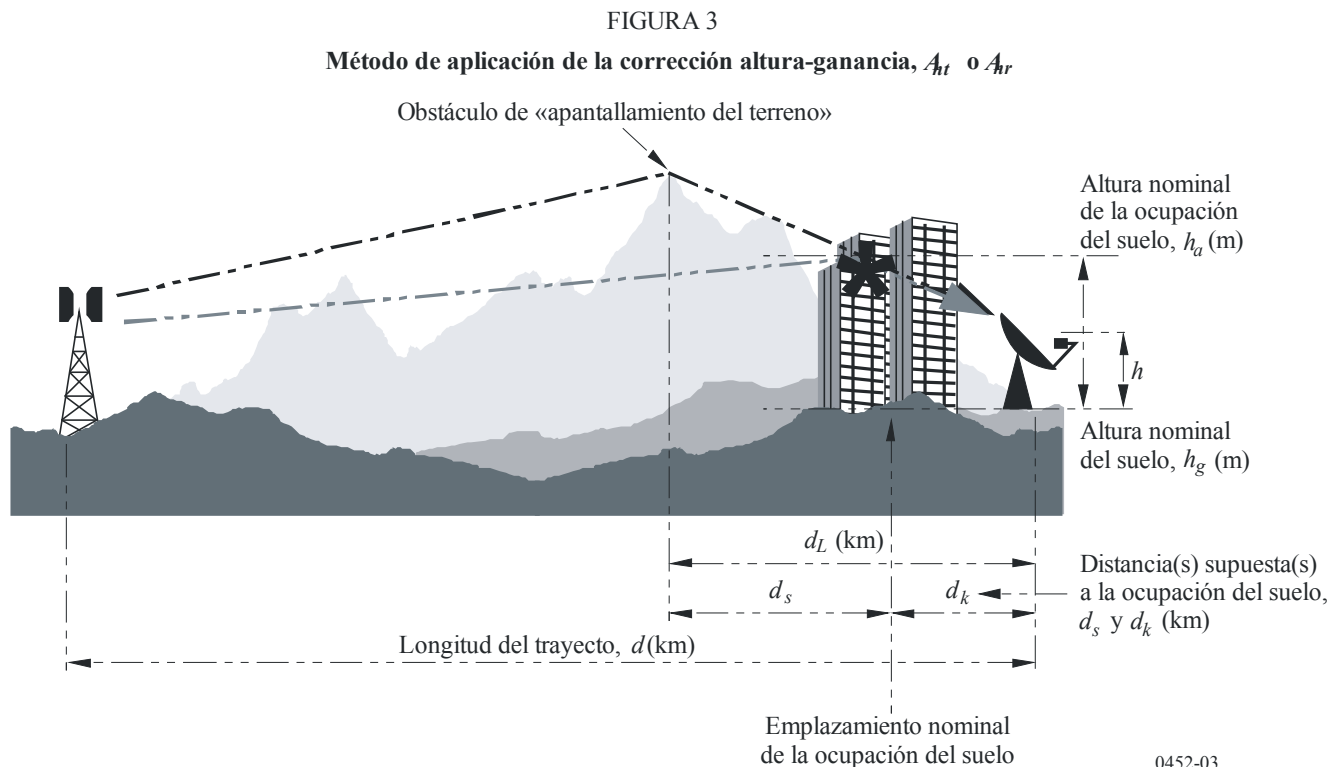 FIGURA 3
Método de aplicación de la corrección altura-ganancia, Aht o Ahr
Obstáculo de «apantallamiento del terreno»
Altura nominal
de la ocupación
del suelo, ha (m)
h
Altura nominal
del suelo, hg (m)
dL (km)
Distancia(s) supuesta(s)
a la ocupación del suelo,
ds y dk (km)
ds
dk
Longitud del trayecto, d (km)
Emplazamiento nominal
de la ocupación del suelo
0452-03